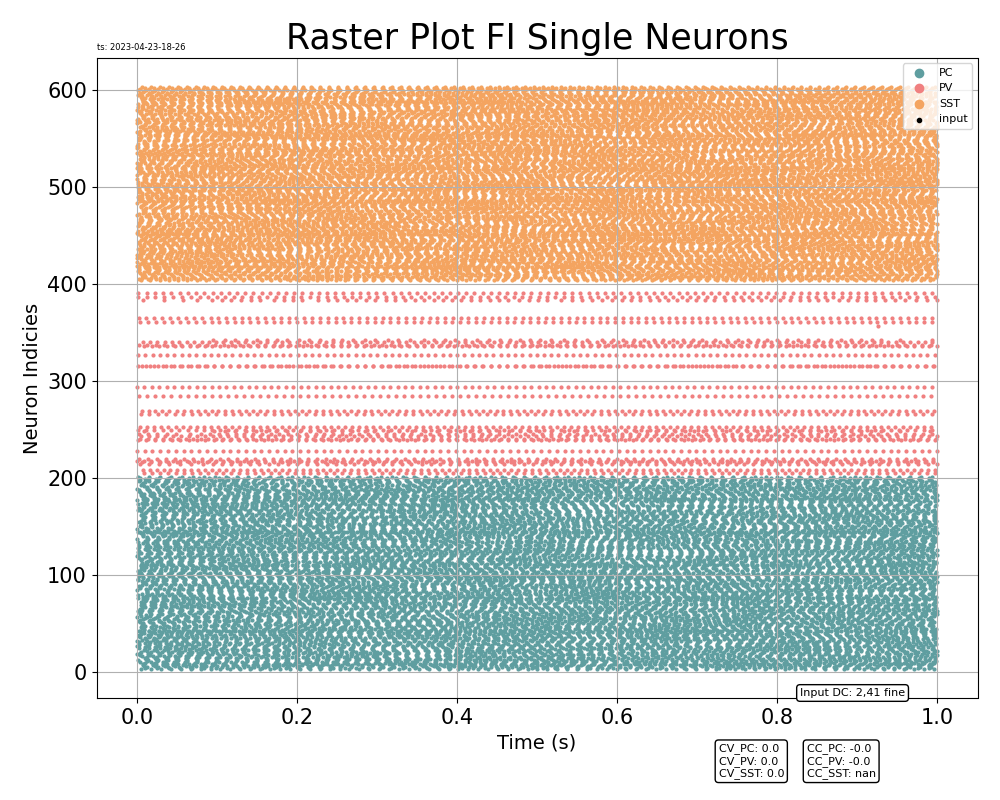 Raster Plot FI Single Neurons
ts: 2023-04-23-18-26
PC
PV
SST
input
600
500
400
300
200
100
0
Neuron Indicies
0.0 0.2 0.4 0.6 0.8 1.0
Time (s)
Input DC: 2,41 fine
CV_PC: 0.0
CV_PV: 0.0
CV_SST: 0.0
CC_PC: -0.0
CC_PV: -0.0
CC_SST: nan